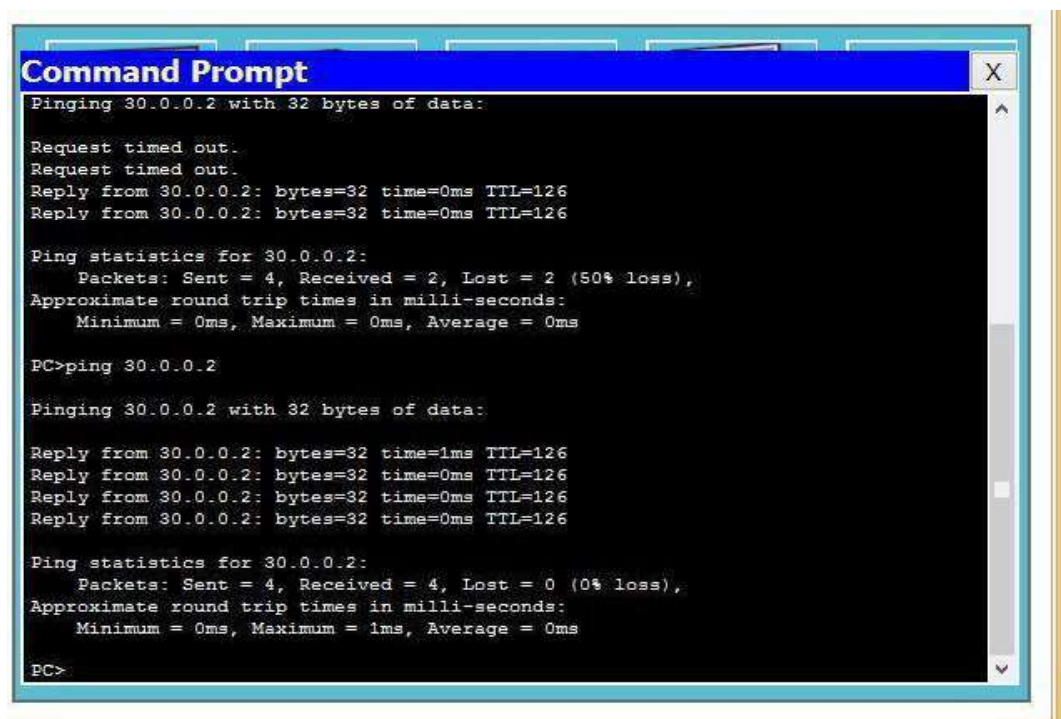 Command Prompt
X
Pinging 30.0.0.2 with 32 bytes of data:
Request timed out.
Request timed out.
Reply from 30.0.0.2: bytes=32 time=0ms TTL=126
Reply from 30.0.0.2: bytes=32 time=0ms TTL=126
Ping statistics for 30.0.0.2:
Packets: Sent = 4, Received = 2, Lost = 2 (50% loss),
Approximate round trip times in milli-seconds:
Minimum = 0ms, Maximum = 0ms, Average = 0ms
PC>ping 30.0.0.2
Pinging 30.0.0.2 with 32 bytes of data:
Reply from 30.0.0.2: bytes=32 time=1ms TTL=126
Reply from 30.0.0.2: bytes=32 time=0ms TTL=126
Reply from 30.0.0.2: bytes=32 time=0ms TTL=126
Reply from 30.0.0.2: bytes=32 time=0ms TTL=126
Ping statistics for 30.0.0.2:
Packets: Sent = 4, Received = 4, Lost = 0 (0% loss),
Approximate round trip times in milli-seconds:
Minimum = 0ms, Maximum = 1ms, Average = 0ms
PC>